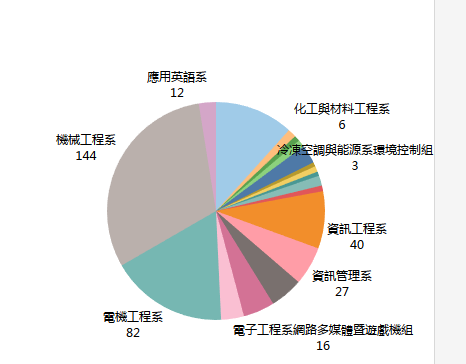 應用英語系
12
化工與材料工程系
6
機械工程系
144
冷凍空調與能源系環境控制組
3
資訊工程系
40
資訊管理系
27
電機工程系
82
電子工程系網路多媒體暨遊戲機組
16